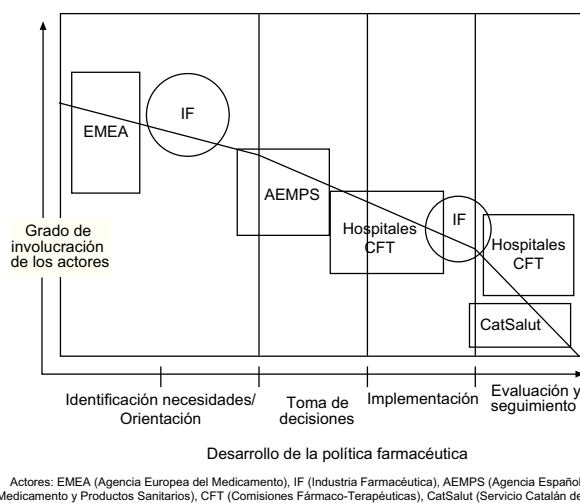 EMEA
IF
AEMPS
Hospitales
CFT
IF
Hospitales
CFT
CatSalut
Grado de
involucración
de los actores
Identificación necesidades/
Orientación
Toma de
decisiones
Implementación
Evaluación y
seguimiento
Desarrollo de la política farmacéutica
Actores: EMEA (Agencia Europea del Medicamento), IF (Industria Farmacéutica), AEMPS (Agencia Español
Medicamento y Productos Sanitarios), CFT (Comisiones Fármaco-Terapéuticas), CatSalut (Servicio Catalán de